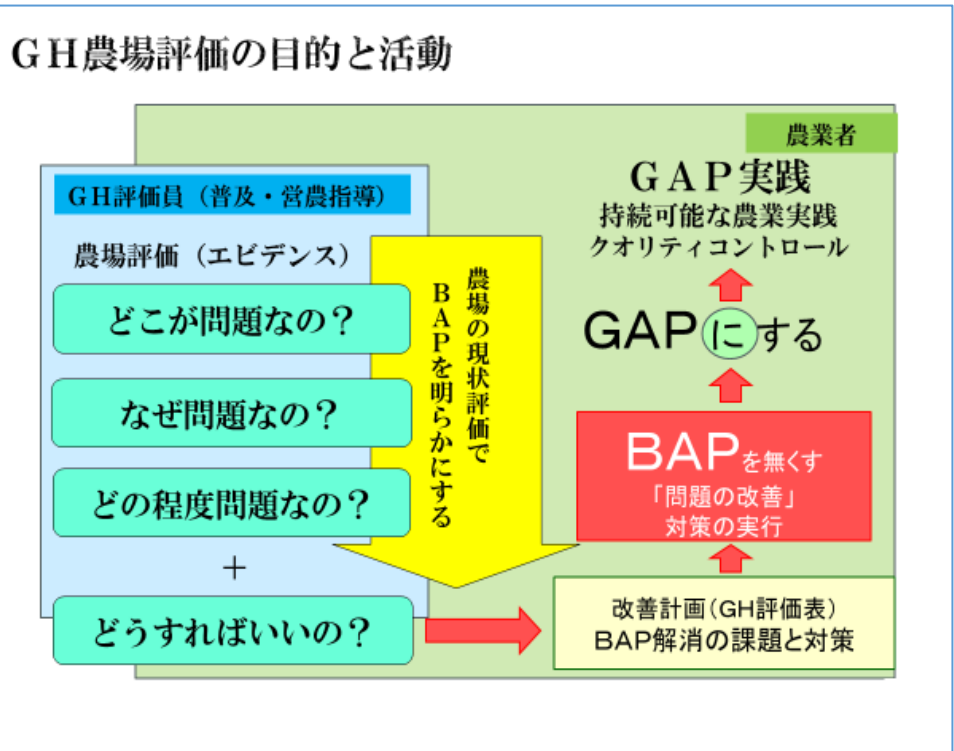 ＧＨ農場評価の目的と活動
農業者
ＧＨ評価員（普及・営農指導）
農場評価（エビデンス）
どこが問題なの？
なぜ問題なの？
どの程度問題なの？
＋
どうすればいいの？
農場の現状評価で
ＢＡＰを明らかにする
ＧＡＰ実践
持続可能な農業実践
クオリティコントロール
GAPにする
BAPを無くす
「問題の改善」
対策の実行
改善計画（GH評価表）
BAP解消の課題と対策